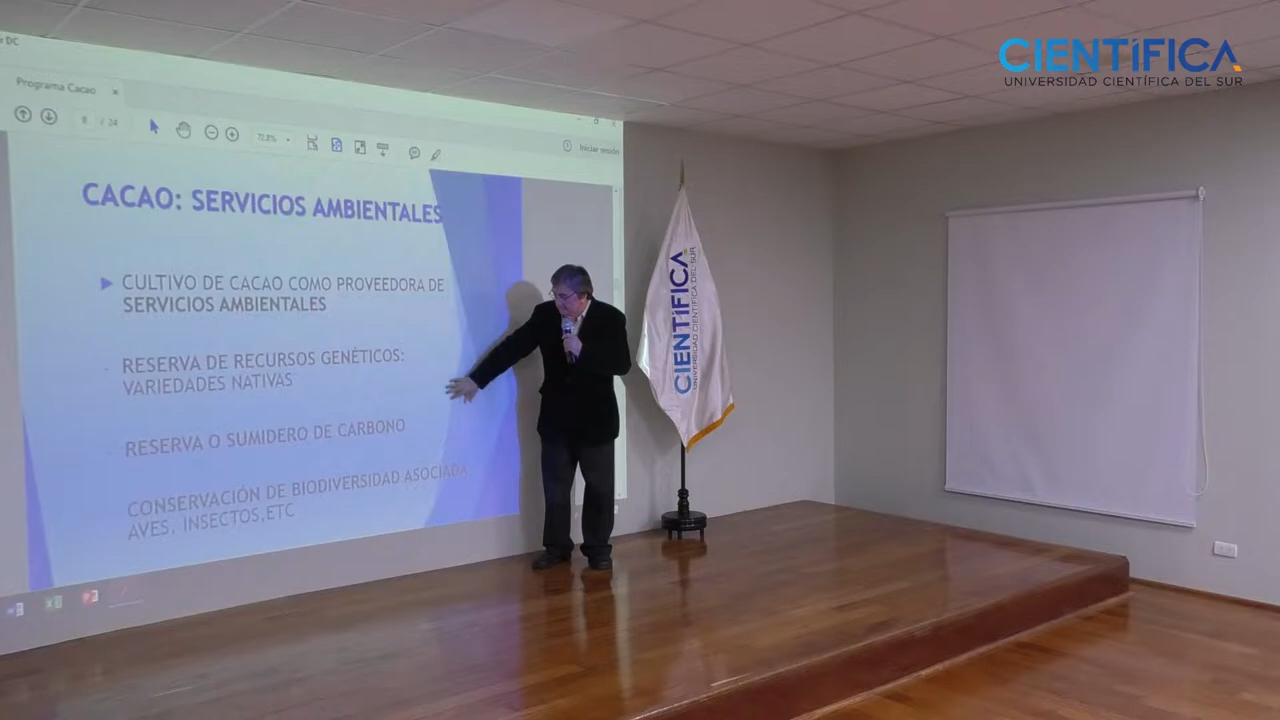 DC
Programa Cacao
8 / 24
72.8%
Iniciar sesión
CACAO: SERVICIOS AMBIENTALES
CULTIVO DE CACAO COMO PROVEEDORA DE
SERVICIOS AMBIENTALES
RESERVA DE RECURSOS GENÉTICOS:
VARIEDADES NATIVAS
RESERVA O SUMIDERO DE CARBONO
CONSERVACIÓN DE BIODIVERSIDAD ASOCIADA
AVES, INSECTOS,ETC
CIENTÍFICA
UNIVERSIDAD CIENTÍFICA DEL SUR
CIENTÍFICA
UNIVERSIDAD CIENTÍFICA DEL SUR